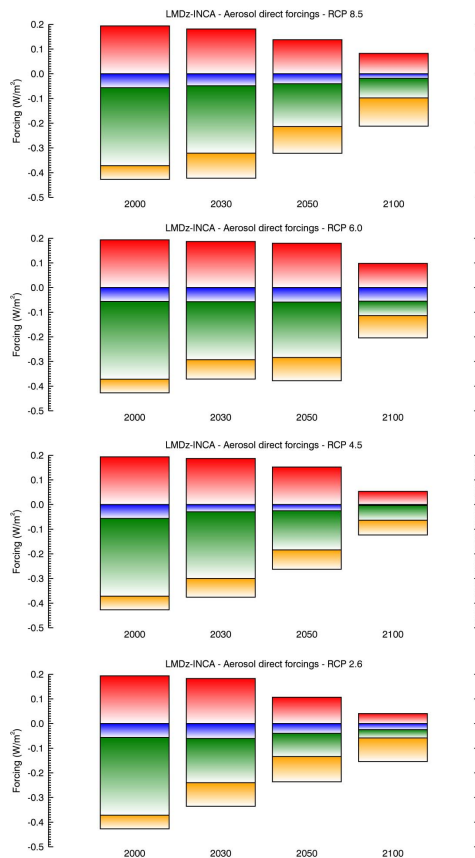 LMDz-INCA - Aerosol direct forcings - RCP 8.5
0.2
0.1
0.0
-0.1
-0.2
-0.3
-0.4
-0.5
Forcing (W/m²)
2000 2030 2050 2100
LMDz-INCA - Aerosol direct forcings - RCP 6.0
0.2
0.1
0.0
-0.1
-0.2
-0.3
-0.4
-0.5
Forcing (W/m²)
2000 2030 2050 2100
LMDz-INCA - Aerosol direct forcings - RCP 4.5
0.2
0.1
0.0
-0.1
-0.2
-0.3
-0.4
-0.5
Forcing (W/m²)
2000 2030 2050 2100
LMDz-INCA - Aerosol direct forcings - RCP 2.6
0.2
0.1
0.0
-0.1
-0.2
-0.3
-0.4
-0.5
Forcing (W/m²)
2000 2030 2050 2100